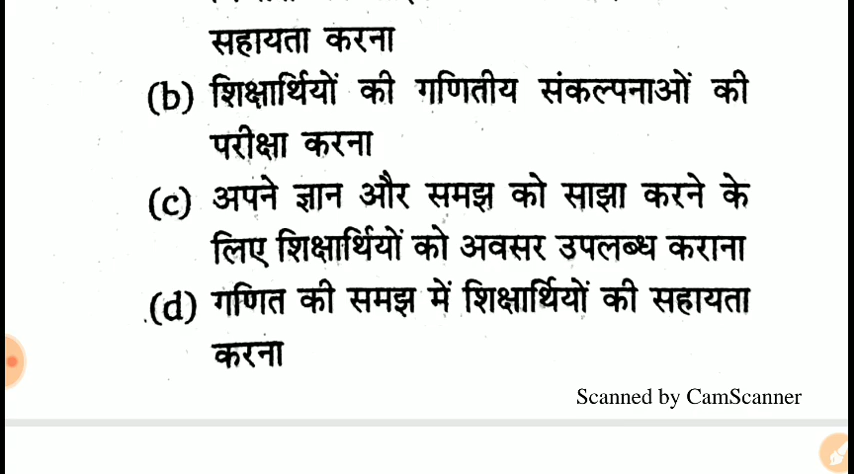 सहायता करना
(b) शिक्षार्थियों की गणितीय संकल्पनाओं की
परीक्षा करना
(c) अपने ज्ञान और समझ को साझा करने के
लिए शिक्षार्थियों को अवसर उपलब्ध कराना
(d) गणित की समझ में शिक्षार्थियों की सहायता
करना
Scanned by CamScanner